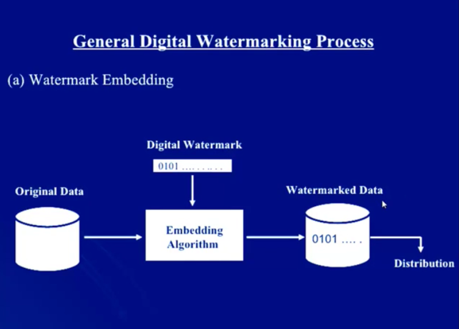 General Digital Watermarking Process
(a) Watermark Embedding
Digital Watermark
0101 .... . . .. . .
Original Data
Watermarked Data
Embedding
Algorithm
0101 .... .
Distribution